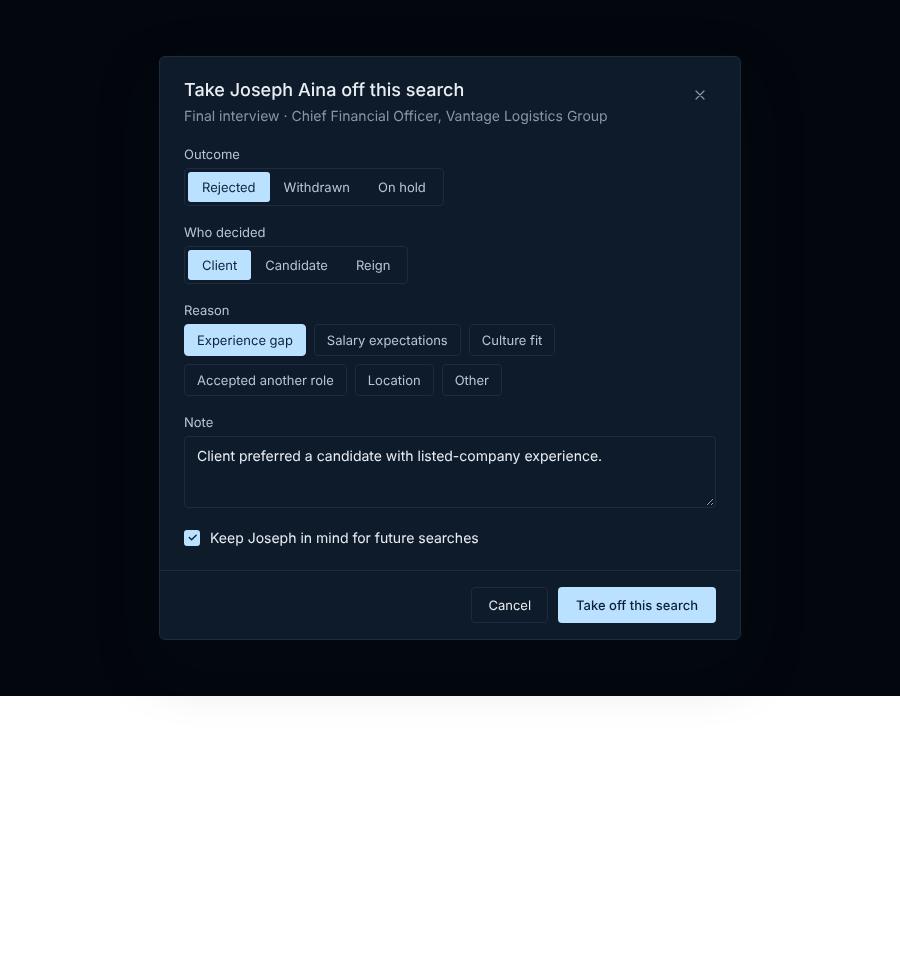 Take Joseph Aina off this search
Final interview · Chief Financial Officer, Vantage Logistics Group
Outcome
Rejected Withdrawn On hold
Who decided
Client Candidate Reign
Reason
Experience gap Salary expectations Culture fit
Accepted another role Location Other
Note
Client preferred a candidate with listed-company experience.
Keep Joseph in mind for future searches
Cancel Take off this search